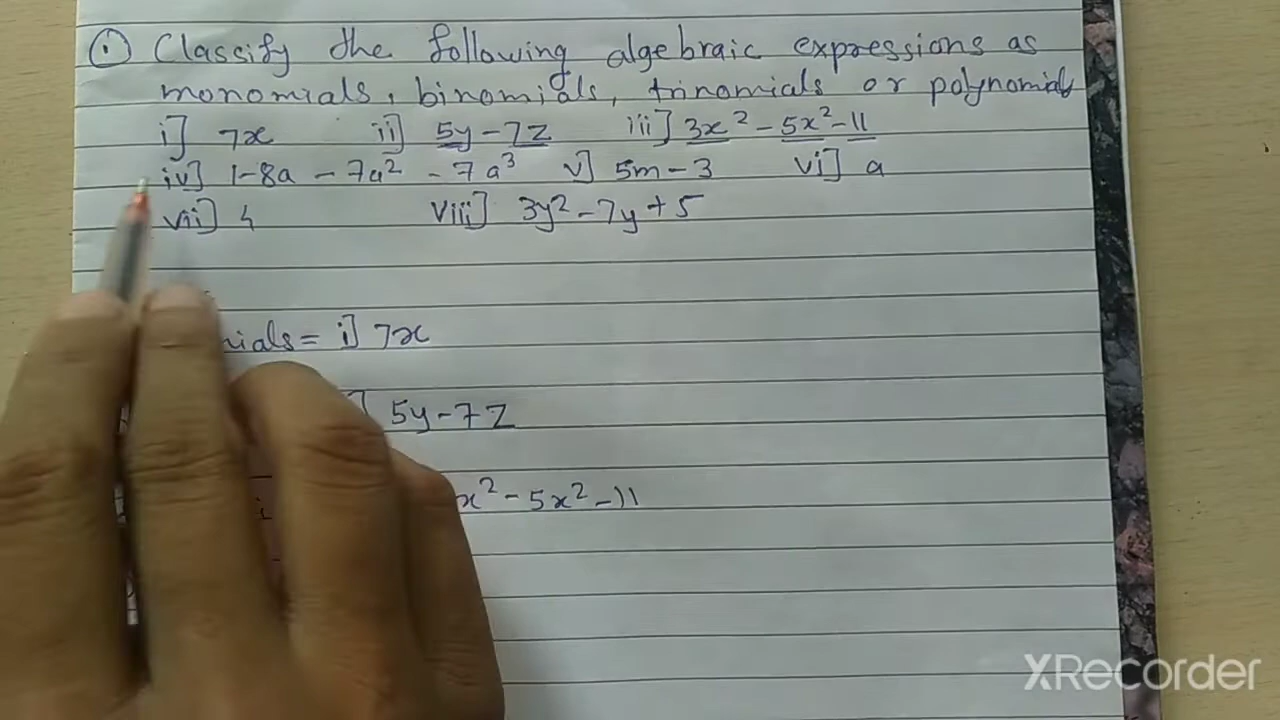 ① Classify the following algebraic expressions as
monomials, binomials, trinomials or polynomials
i] 7x ii] 5y - 7z iii] 3x² - 5x² - 11
iv] 1 - 8a - 7a² - 7a³ v] 5m - 3 vi] a
vii] 4 viii] 3y² - 7y + 5
nials = i] 7x
] 5y - 7z
x² - 5x² - 11
XRecorder